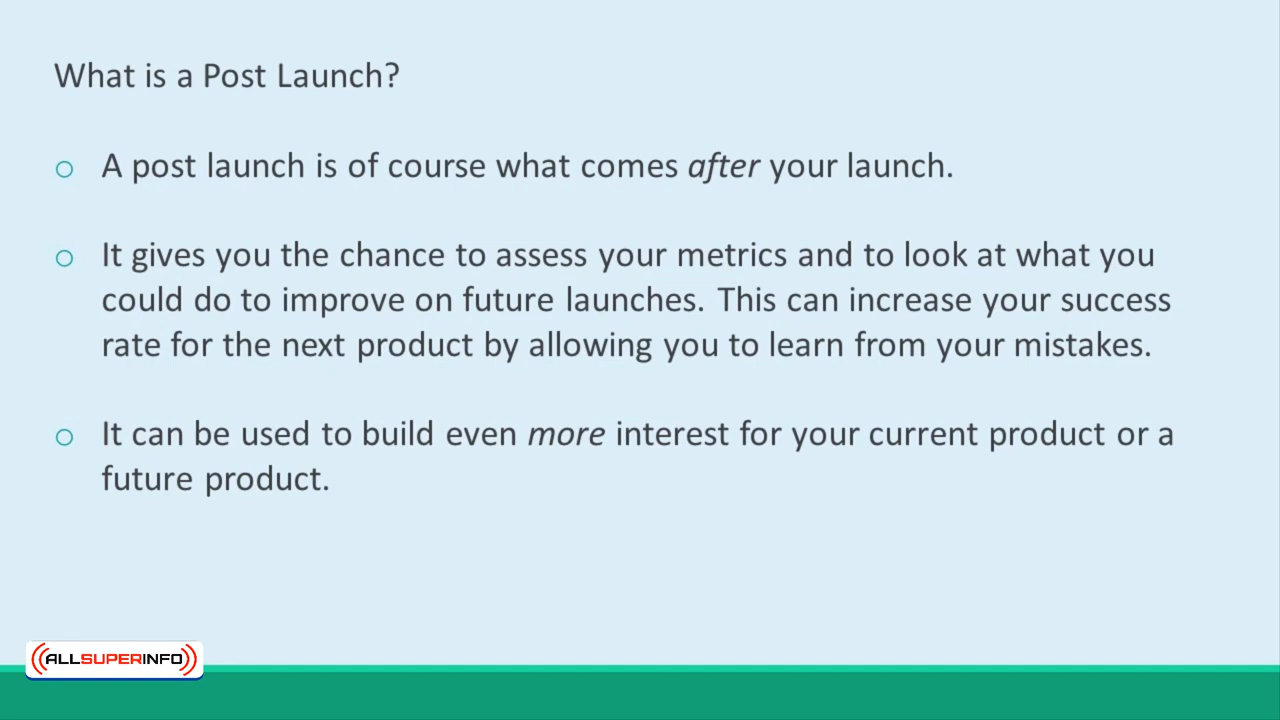 What is a Post Launch?
o A post launch is of course what comes after your launch.
o It gives you the chance to assess your metrics and to look at what you
could do to improve on future launches. This can increase your success
rate for the next product by allowing you to learn from your mistakes.
o It can be used to build even more interest for your current product or a
future product.
((ALLSUPERINFO))